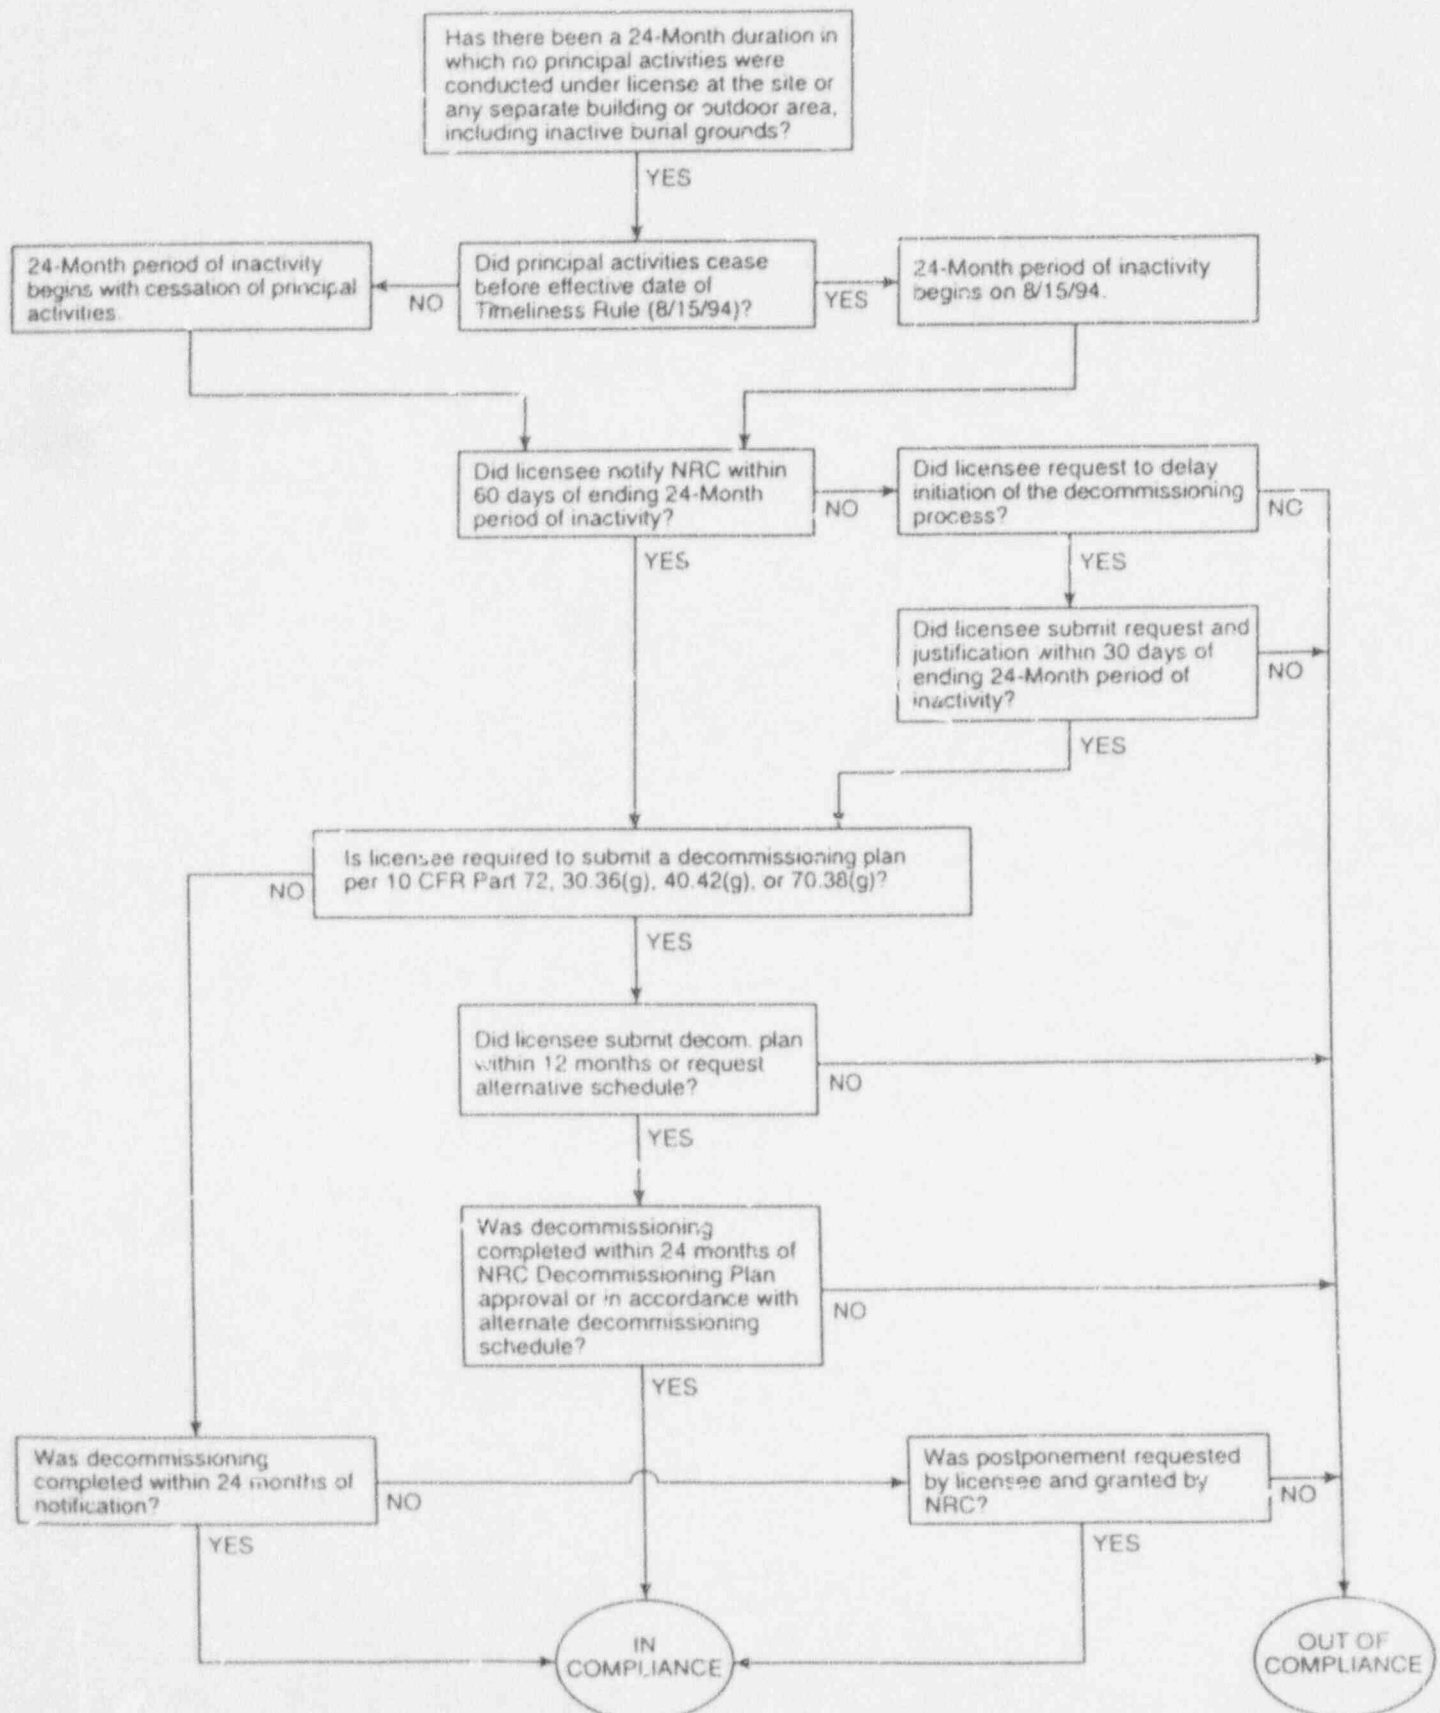 Has there been a 24-Month duration in
which no principal activities were
conducted under license at the site or
any separate building or outdoor area,
including inactive burial grounds?
YES
24-Month period of inactivity
begins with cessation of principal
activities.
NO
Did principal activities cease
before effective date of
Timeliness Rule (8/15/94)?
YES
24-Month period of inactivity
begins on 8/15/94.
Did licensee notify NRC within
60 days of ending 24-Month
period of inactivity?
NO
YES
Did licensee request to delay
initiation of the decommissioning
process?
NO
YES
Did licensee submit request and
justification within 30 days of
ending 24-Month period of
inactivity?
NO
YES
Is licensee required to submit a decommissioning plan
per 10 CFR Part 72, 30.36(g), 40.42(g), or 70.38(g)?
NO
YES
Did licensee submit decom. plan
within 12 months or request
alternative schedule?
NO
YES
Was decommissioning
completed within 24 months of
NRC Decommissioning Plan
approval or in accordance with
alternate decommissioning
schedule?
NO
YES
Was decommissioning
completed within 24 months of
notification?
NO
YES
Was postponement requested
by licensee and granted by
NRC?
NO
YES
IN
COMPLIANCE
OUT OF
COMPLIANCE